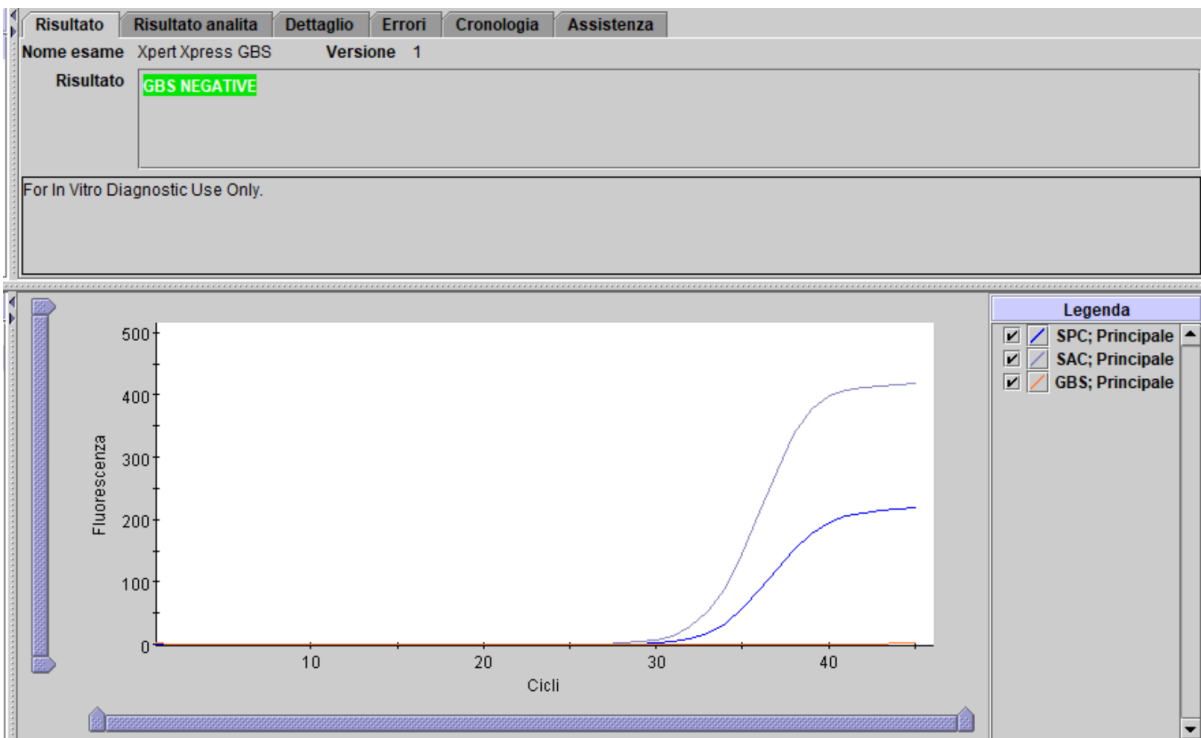 Risultato Risultato analita Dettaglio Errori Cronologia Assistenza
Nome esame Xpert Xpress GBS Versione 1
Risultato GBS NEGATIVE
For In Vitro Diagnostic Use Only.
Legenda
SPC; Principale
SAC; Principale
GBS; Principale
Fluorescenza
500
400
300
200
100
0
10 20 30 40
Cicli